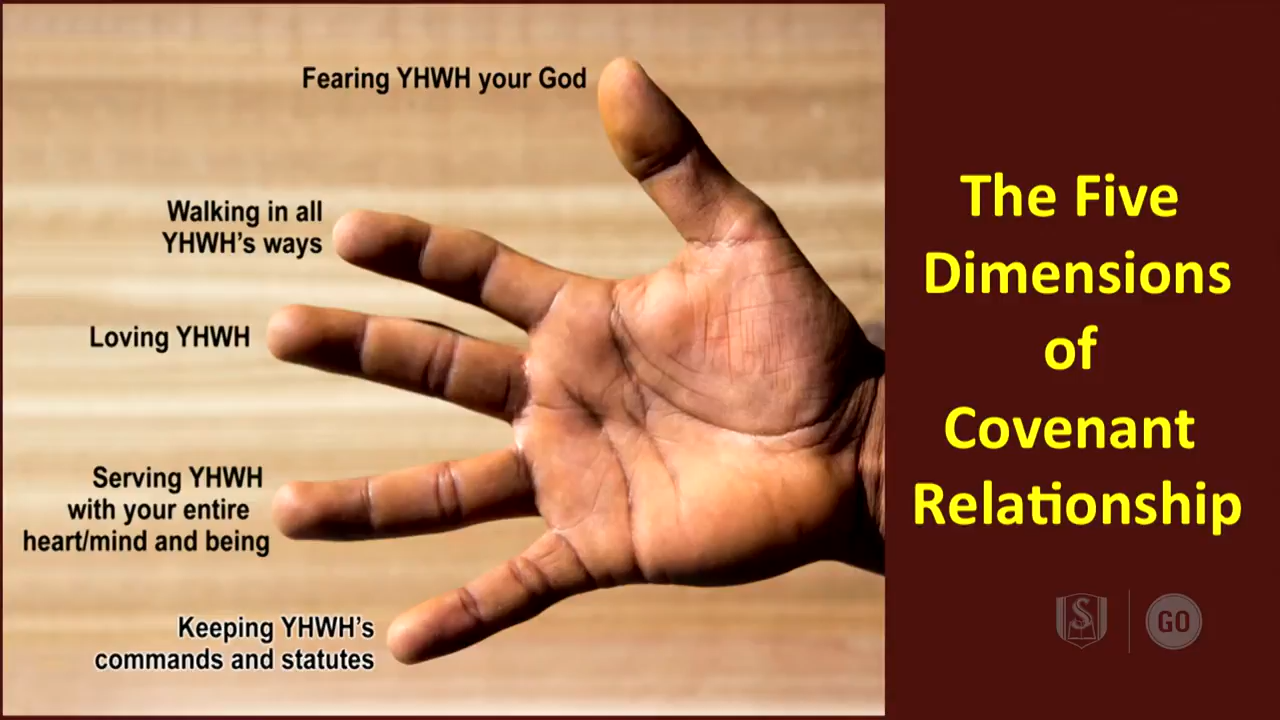 Fearing YHWH your God
Walking in all
YHWH's ways
Loving YHWH
Serving YHWH
with your entire
heart/mind and being
Keeping YHWH's
commands and statutes
The Five
Dimensions
of
Covenant
Relationship
S
GO